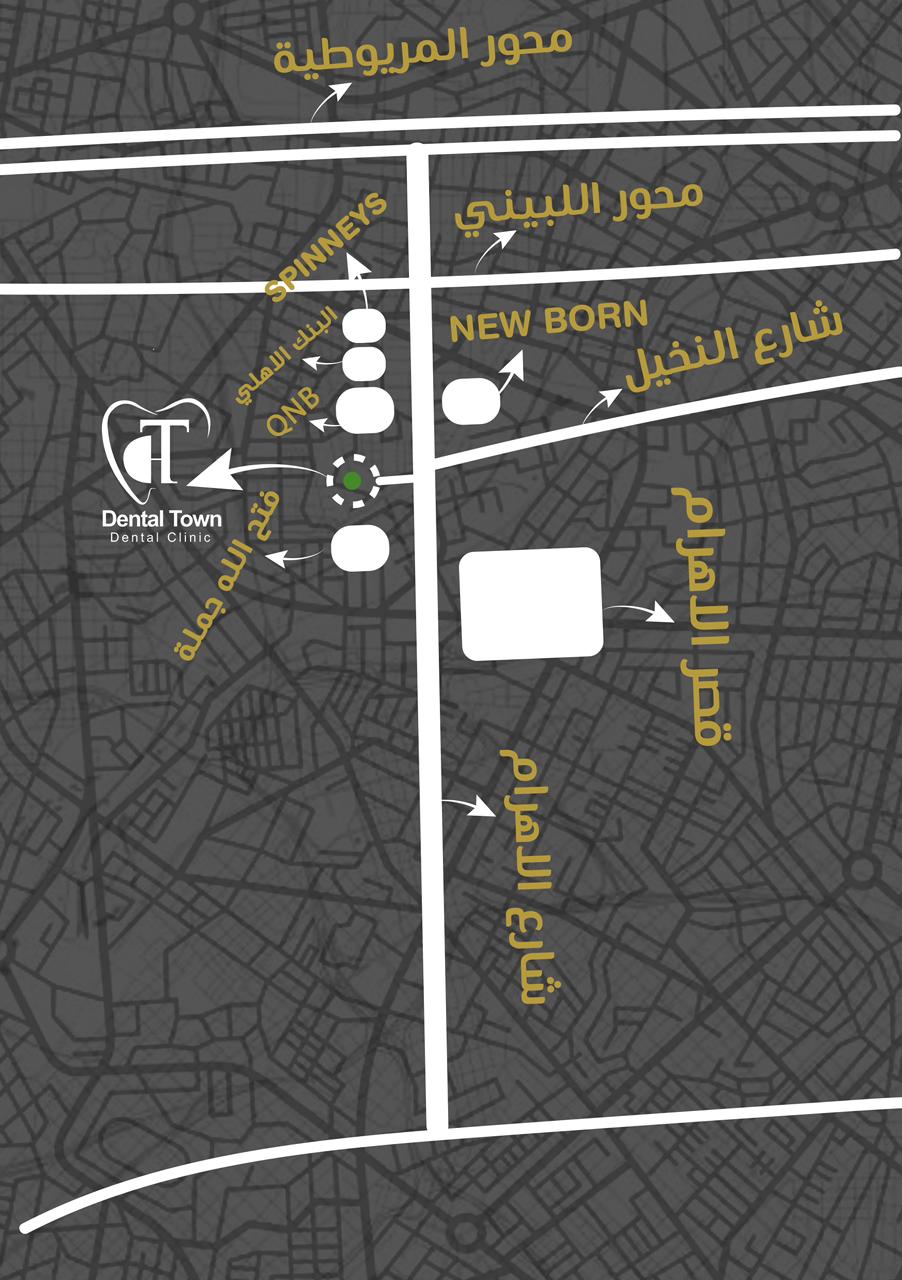 محور المريوطية
محور اللبيني
SPINNEYS
NEW BORN
شارع النخيل
البنك الاهلي
QNB
DT
Dental Town
Dental Clinic
فتح الله جملة
قصر الاهرام
شارع الاهرام